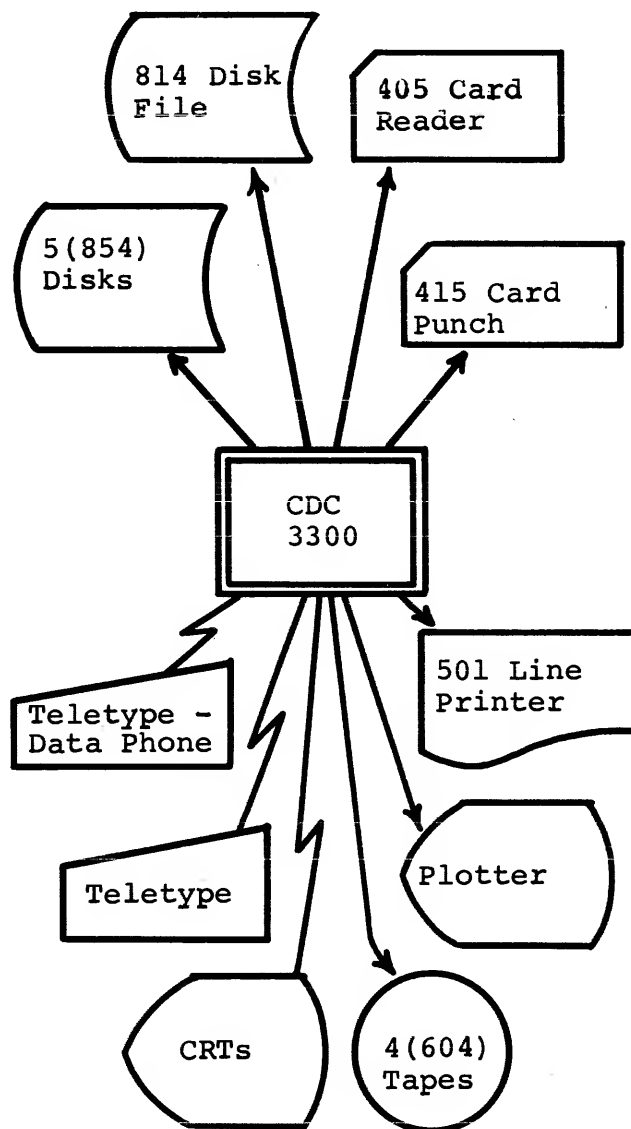 814 Disk
File
405 Card
Reader
5(854)
Disks
415 Card
Punch
CDC
3300
501 Line
Printer
Teletype -
Data Phone
Plotter
Teletype
CRTs
4(604)
Tapes